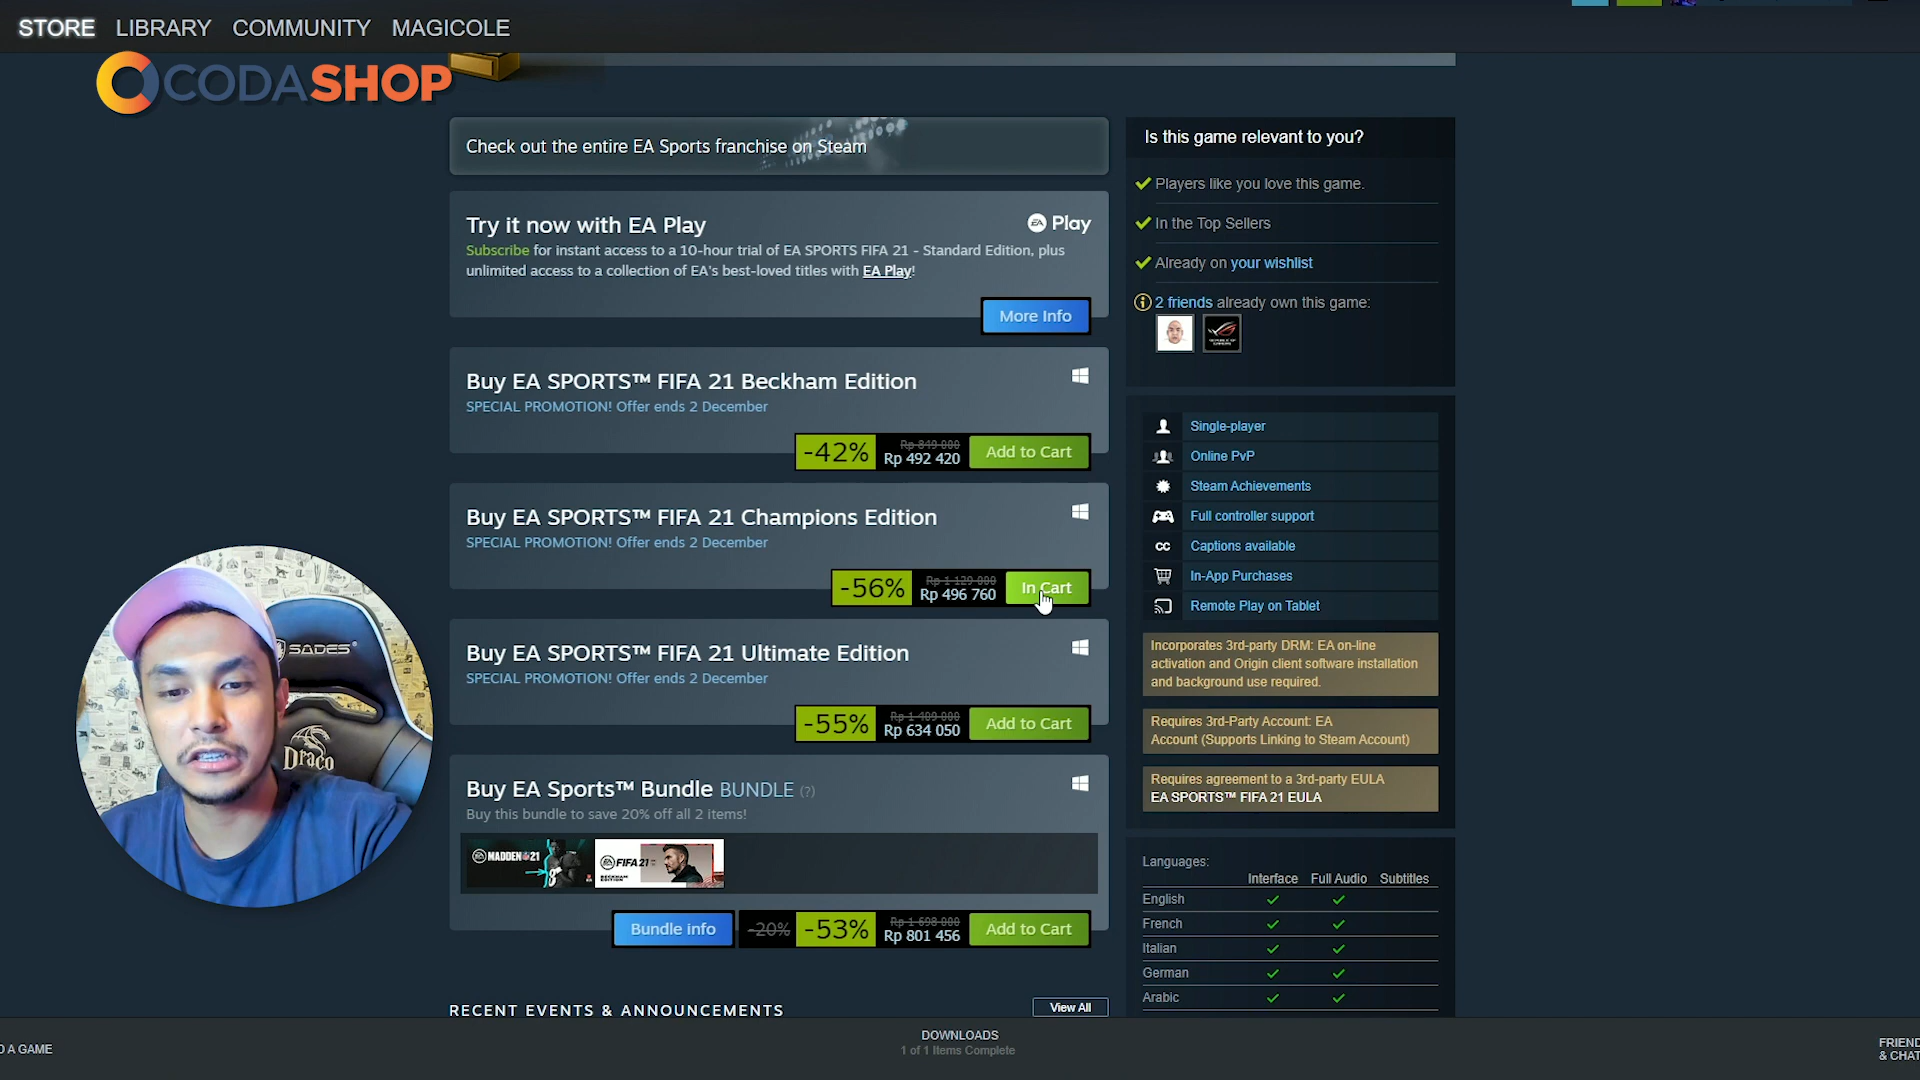 STORE LIBRARY COMMUNITY MAGICOLE
CODASHOP
Check out the entire EA Sports franchise on Steam
Try it now with EA Play
EA Play
Subscribe for instant access to a 10-hour trial of EA SPORTS FIFA 21 - Standard Edition, plus
unlimited access to a collection of EA's best-loved titles with EA Play!
More Info
Buy EA SPORTS™ FIFA 21 Beckham Edition
SPECIAL PROMOTION! Offer ends 2 December
-42% Rp 849 000 Rp 492 420 Add to Cart
Buy EA SPORTS™ FIFA 21 Champions Edition
SPECIAL PROMOTION! Offer ends 2 December
-56% Rp 1 129 000 Rp 496 760 In Cart
Buy EA SPORTS™ FIFA 21 Ultimate Edition
SPECIAL PROMOTION! Offer ends 2 December
-55% Rp 1 409 000 Rp 634 050 Add to Cart
Buy EA Sports™ Bundle BUNDLE (?)
Buy this bundle to save 20% off all 2 items!
EA MADDEN 21
EA FIFA 21
BECKHAM
EDITION
Bundle info -20% -53% Rp 1 698 000 Rp 801 456 Add to Cart
RECENT EVENTS & ANNOUNCEMENTS View All
Is this game relevant to you?
Players like you love this game.
In the Top Sellers
Already on your wishlist
2 friends already own this game:
Single-player
Online PvP
Steam Achievements
Full controller support
CC Captions available
In-App Purchases
Remote Play on Tablet
Incorporates 3rd-party DRM: EA on-line
activation and Origin client software installation
and background use required.
Requires 3rd-Party Account: EA
Account (Supports Linking to Steam Account)
Requires agreement to a 3rd-party EULA
EA SPORTS™ FIFA 21 EULA
Languages:
Interface Full Audio Subtitles
English
French
Italian
German
Arabic
SADES
Draco
D A GAME
DOWNLOADS
1 of 1 Items Complete
FRIEND
& CHAT